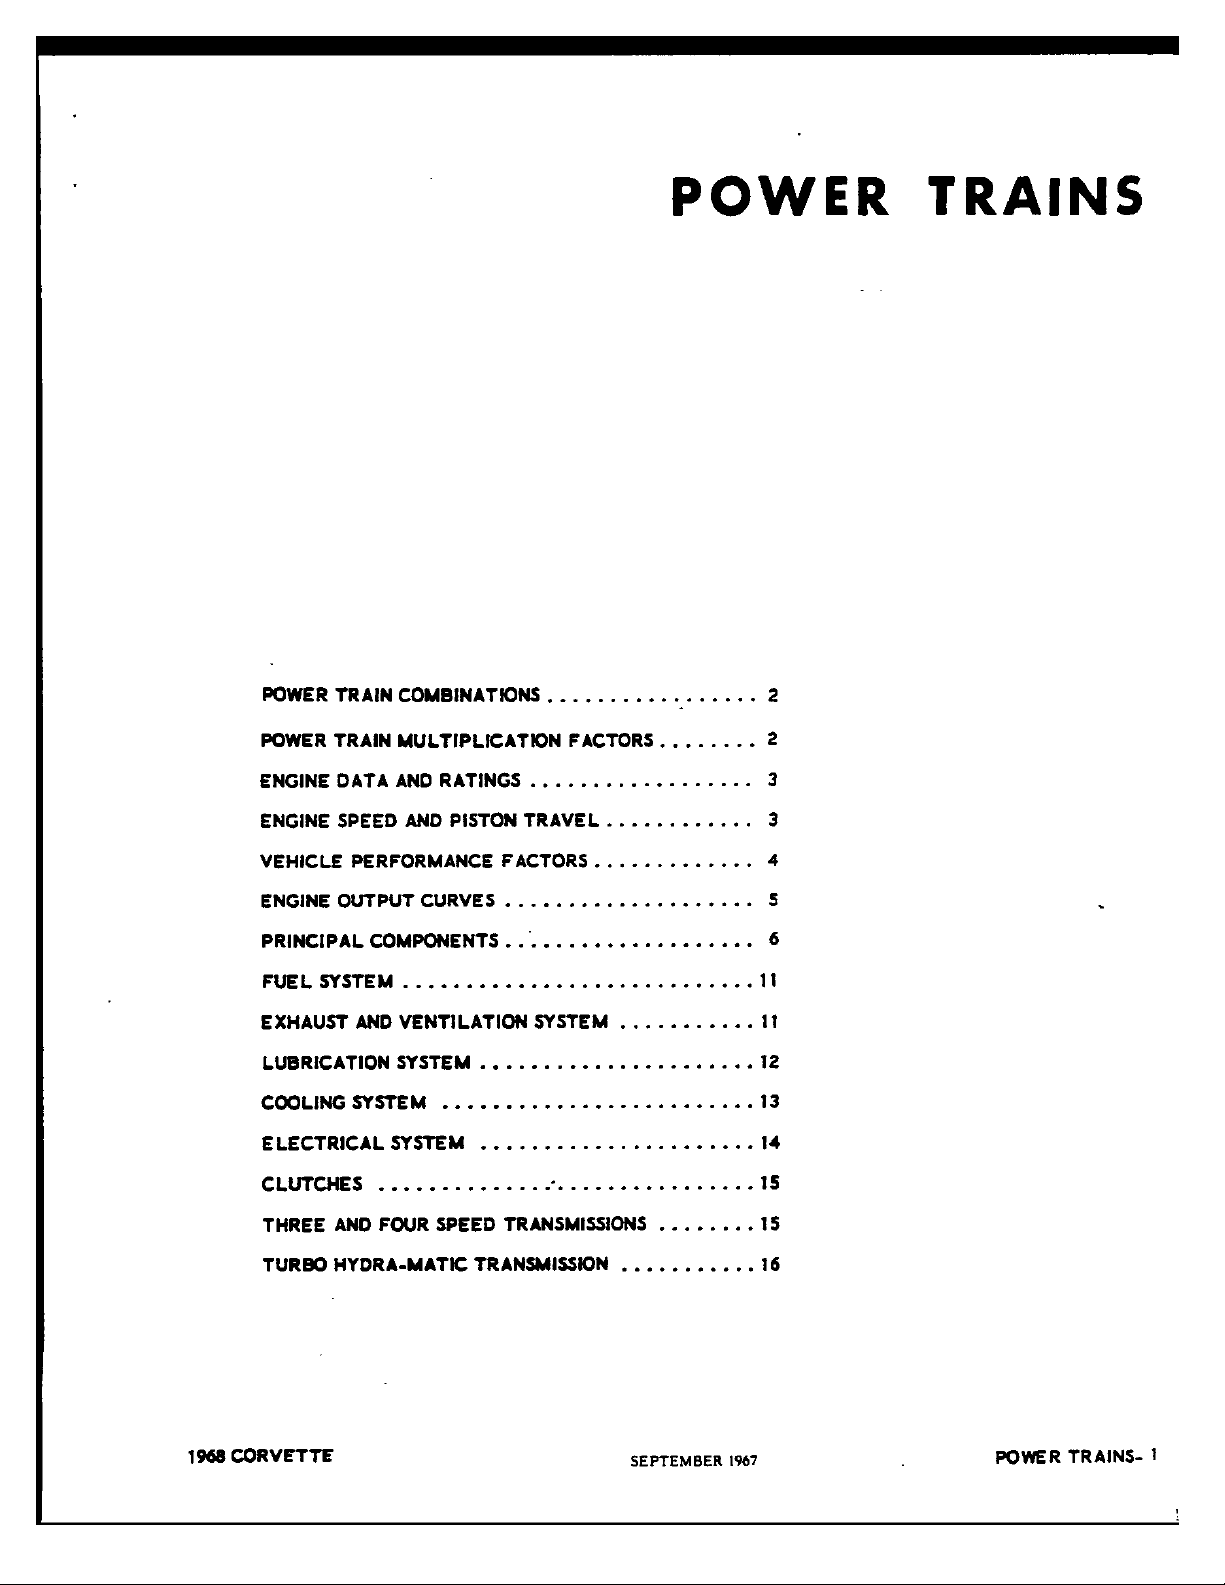 POWER TRAINS
POWER TRAIN COMBINATIONS . . . . . . . . . . . . . . . . . 2
POWER TRAIN MULTIPLICATION FACTORS . . . . . . . . 2
ENGINE DATA AND RATINGS . . . . . . . . . . . . . . . . . . 3
ENGINE SPEED AND PISTON TRAVEL . . . . . . . . . . . . 3
VEHICLE PERFORMANCE FACTORS . . . . . . . . . . . . . 4
ENGINE OUTPUT CURVES . . . . . . . . . . . . . . . . . . . . 5
PRINCIPAL COMPONENTS . . . . . . . . . . . . . . . . . . . . 6
FUEL SYSTEM . . . . . . . . . . . . . . . . . . . . . . . . . . . . 11
EXHAUST AND VENTILATION SYSTEM . . . . . . . . . . . 11
LUBRICATION SYSTEM . . . . . . . . . . . . . . . . . . . . . . 12
COOLING SYSTEM . . . . . . . . . . . . . . . . . . . . . . . . . 13
ELECTRICAL SYSTEM . . . . . . . . . . . . . . . . . . . . . . 14
CLUTCHES . . . . . . . . . . . . . . . . . . . . . . . . . . . . . . 15
THREE AND FOUR SPEED TRANSMISSIONS . . . . . . . . 15
TURBO HYDRA-MATIC TRANSMISSION . . . . . . . . . . . 16
1968 CORVETTE SEPTEMBER 1967 POWER TRAINS- 1